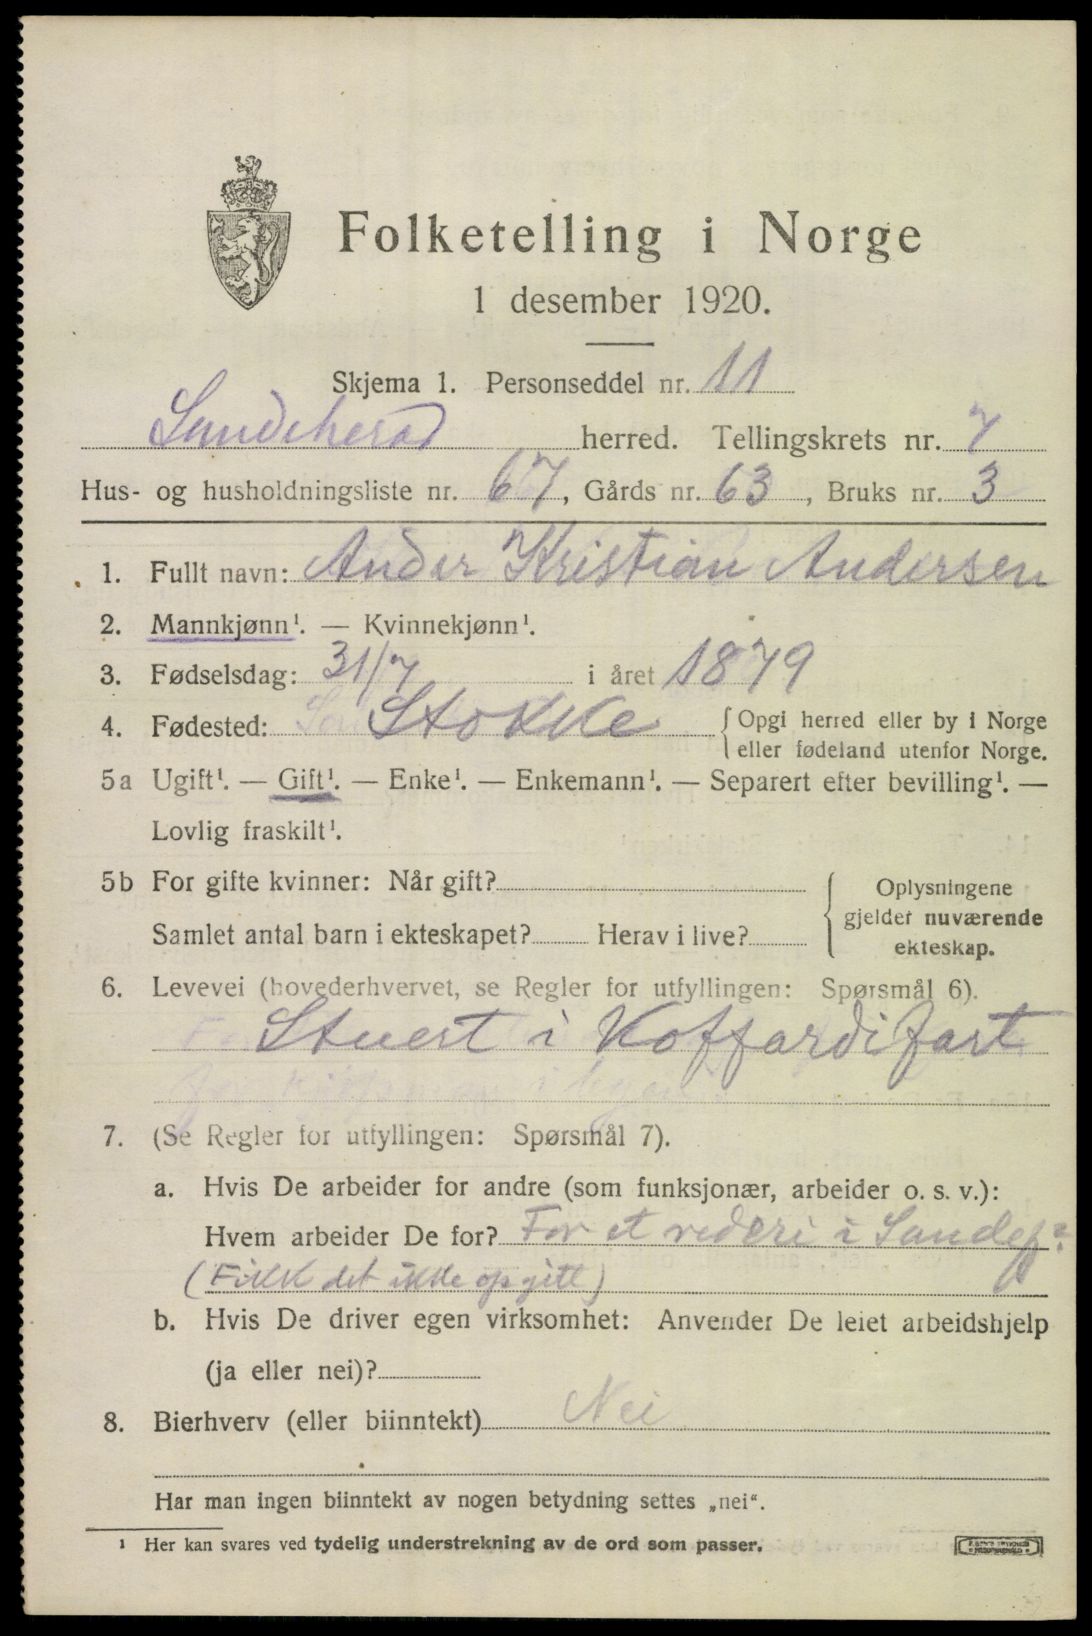 Folketelling i Norge
1 desember 1920.
Skjema 1. Personseddel nr. 11
Sandeherad herred. Tellingskrets nr. 7
Hus- og husholdningsliste nr. 67, Gårds nr. 63, Bruks nr. 3
1. Fullt navn: Ander Kristian Andersen
2. Mannkjønn¹. — Kvinnekjønn¹.
3. Fødselsdag: 31/7 i året 1879
4. Fødested: Stokke {Opgi herred eller by i Norge
eller fødeland utenfor Norge.
5a Ugift¹. — Gift¹. — Enke¹. — Enkemann¹. — Separert efter bevilling¹. —
Lovlig fraskilt¹.
5b For gifte kvinner: Når gift?
Samlet antal barn i ekteskapet? Herav i live?
{Oplysningene
gjelder nuværende
ekteskap.
6. Levevei (hovederhvervet, se Regler for utfyllingen: Spørsmål 6).
Stuert i Koffardifart
7. (Se Regler for utfyllingen: Spørsmål 7).
a. Hvis De arbeider for andre (som funksjonær, arbeider o. s. v.):
Hvem arbeider De for? For et rederi i Sandefj.
(Fikk det ikke opgitt)
b. Hvis De driver egen virksomhet: Anvender De leiet arbeidshjelp
(ja eller nei)?
8. Bierhverv (eller biinntekt) Nei
Har man ingen biinntekt av nogen betydning settes „nei“.
¹ Her kan svares ved tydelig understrekning av de ord som passer.